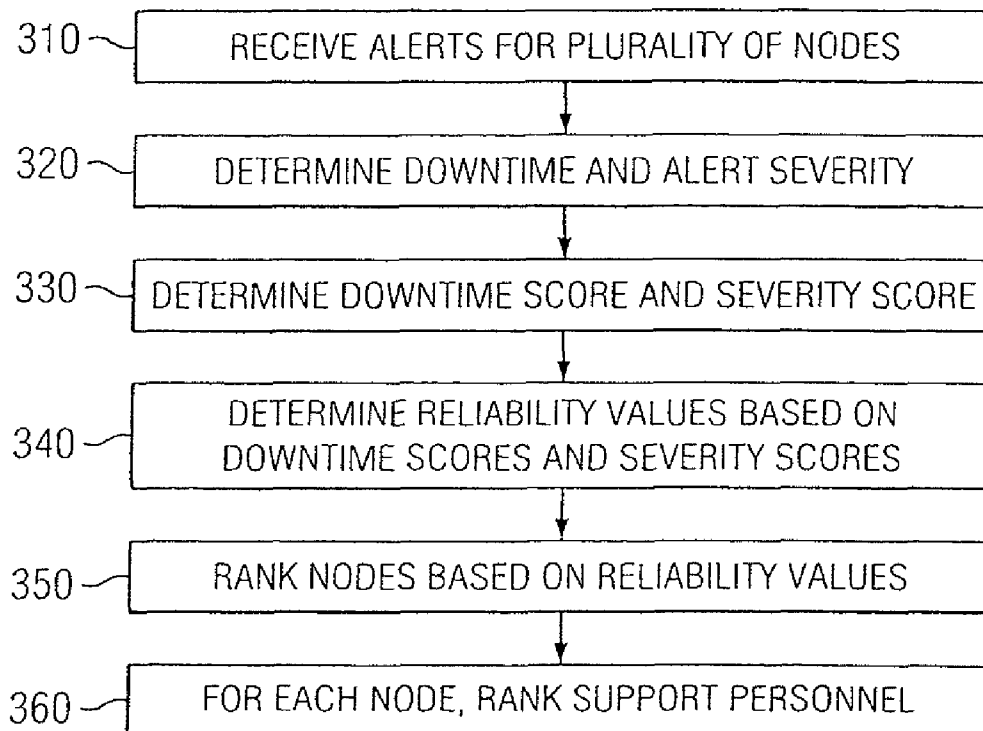 310 RECEIVE ALERTS FOR PLURALITY OF NODES
320 DETERMINE DOWNTIME AND ALERT SEVERITY
330 DETERMINE DOWNTIME SCORE AND SEVERITY SCORE
340 DETERMINE RELIABILITY VALUES BASED ON
DOWNTIME SCORES AND SEVERITY SCORES
350 RANK NODES BASED ON RELIABILITY VALUES
360 FOR EACH NODE, RANK SUPPORT PERSONNEL